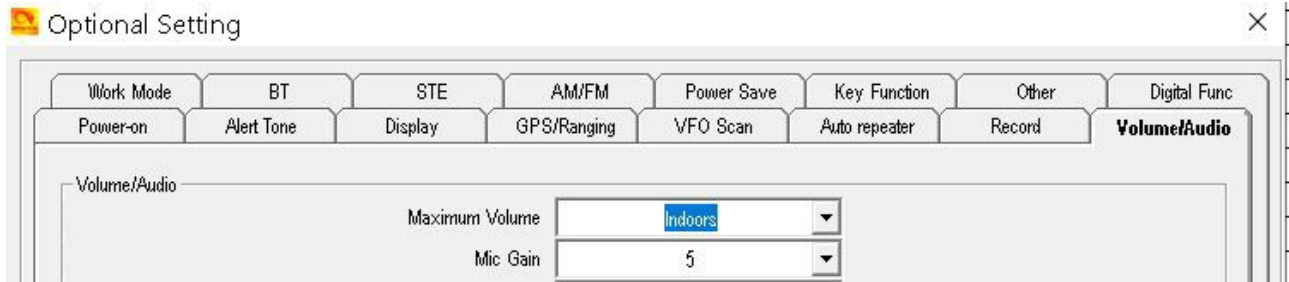 Optional Setting
Work Mode BT STE AM/FM Power Save Key Function Other Digital Func
Power-on Alert Tone Display GPS/Ranging VFO Scan Auto repeater Record Volume/Audio
Volume/Audio
Maximum Volume Indoors
Mic Gain 5